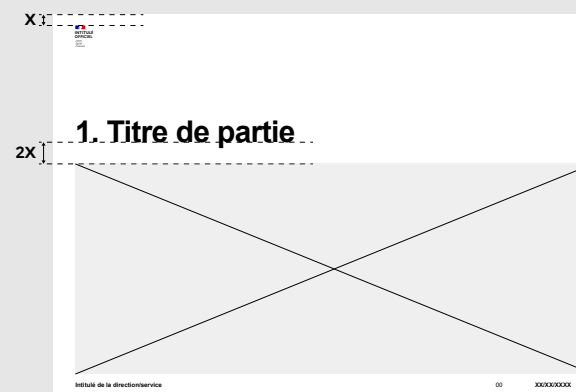 X
INTITULÉ
OFFICIEL
1. Titre de partie
2X
Intitulé de la direction/service 00 XX/XX/XXXX